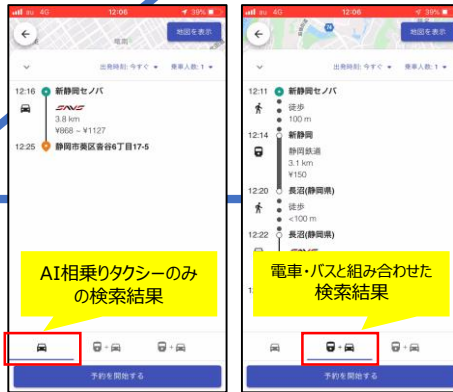 au 4G 12:06 39%
地図を表示
出発時刻: 今すぐ 乗車人数: 1
12:16 新静岡セノバ
SAVS
3.8 km
¥868 ~ ¥1127
12:25 静岡市葵区沓谷6丁目17-5
AI相乗りタクシーのみ
の検索結果
+
+
予約を開始する
au 4G 12:06 39%
地図を表示
出発時刻: 今すぐ 乗車人数: 1
12:11 新静岡セノバ
徒歩
100 m
12:14 新静岡
静岡鉄道
3.1 km
¥150
12:20 長沼(静岡県)
徒歩
<100 m
12:22 長沼(静岡県)
電車・バスと組み合わせた
検索結果
+
+
予約を開始する